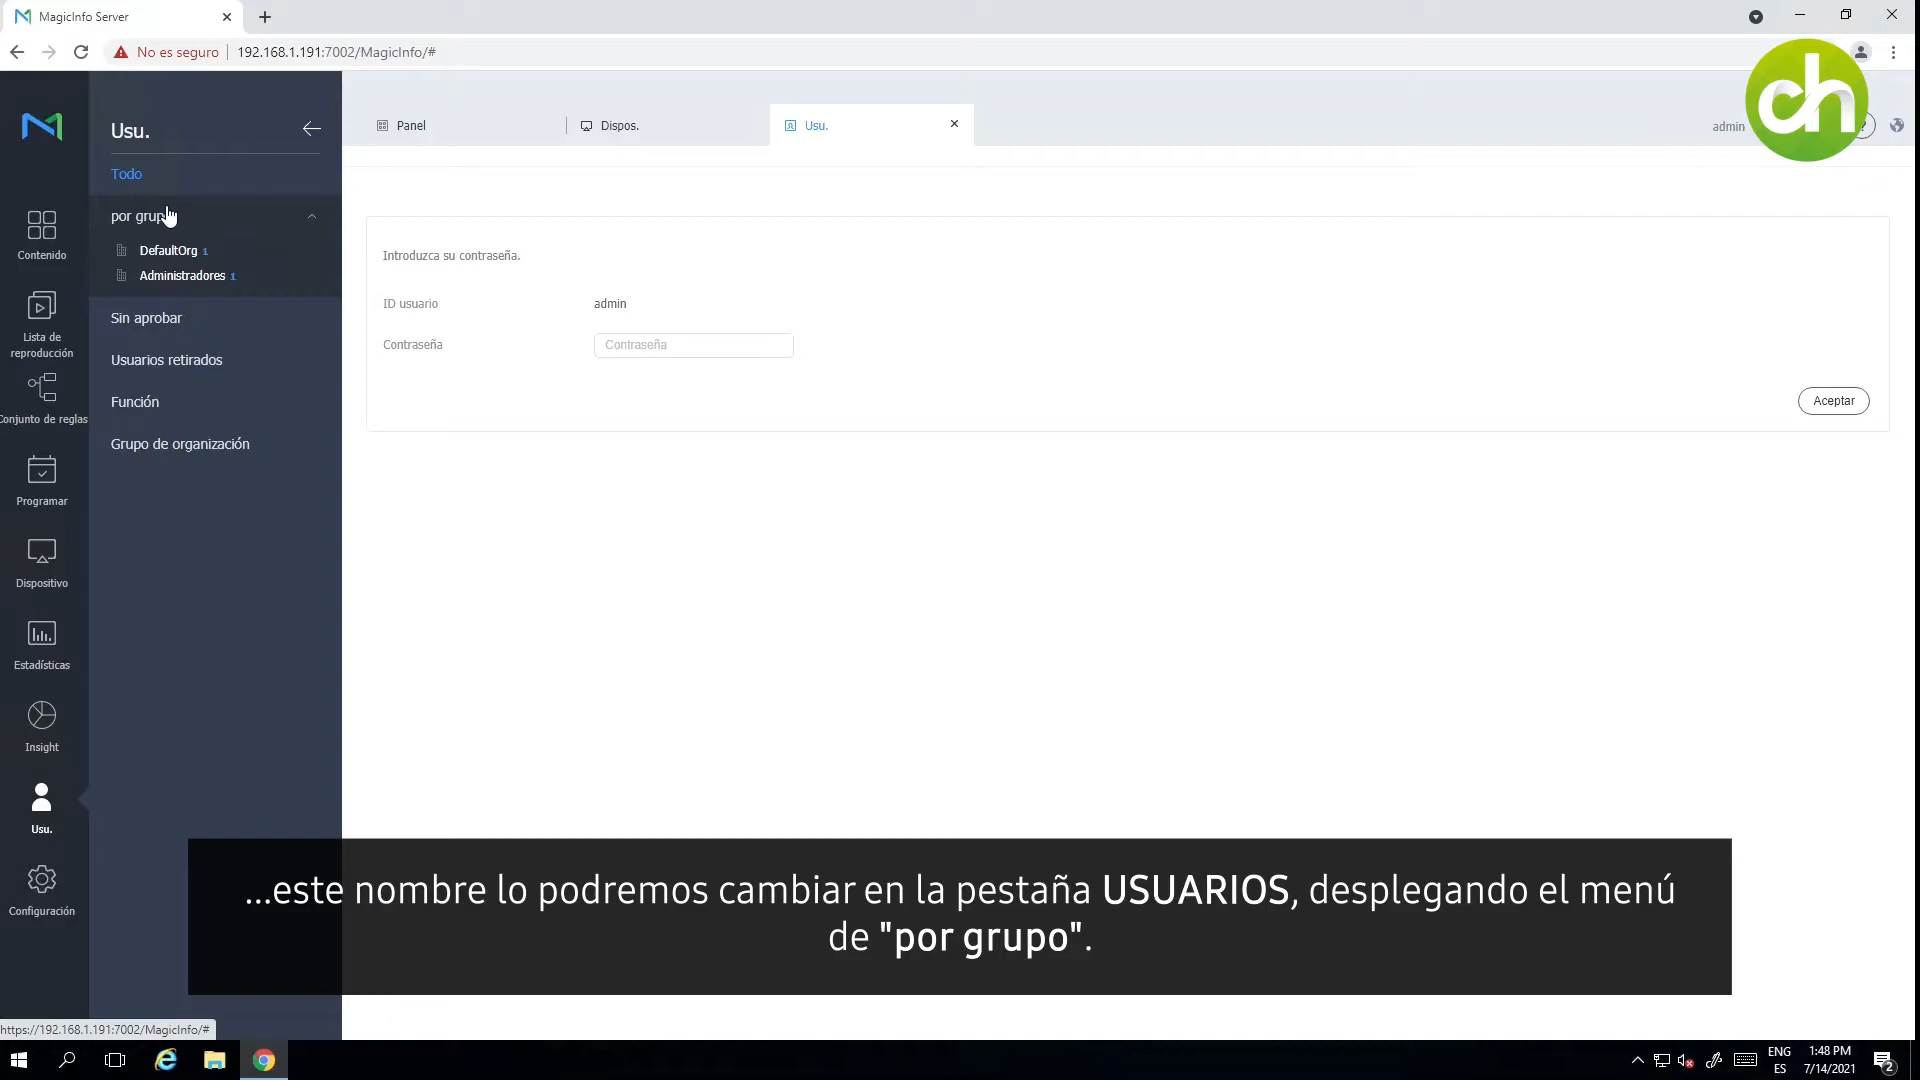 MagicInfo Server
No es seguro
192.168.1.191:7002/MagicInfo/#
ch
Usu.
Panel
Dispos.
Usu.
admin
?
Todo
por grup
DefaultOrg 1
Administradores 1
Sin aprobar
Usuarios retirados
Función
Grupo de organización
Contenido
Lista de
reproducción
Conjunto de reglas
Programar
Dispositivo
Estadísticas
Insight
Usu.
Configuración
Introduzca su contraseña.
ID usuario
admin
Contraseña
Contraseña
Aceptar
...este nombre lo podremos cambiar en la pestaña USUARIOS, desplegando el menú
de "por grupo".
https://192.168.1.191:7002/MagicInfo/#
ENG
ES
1:48 PM
7/14/2021
2